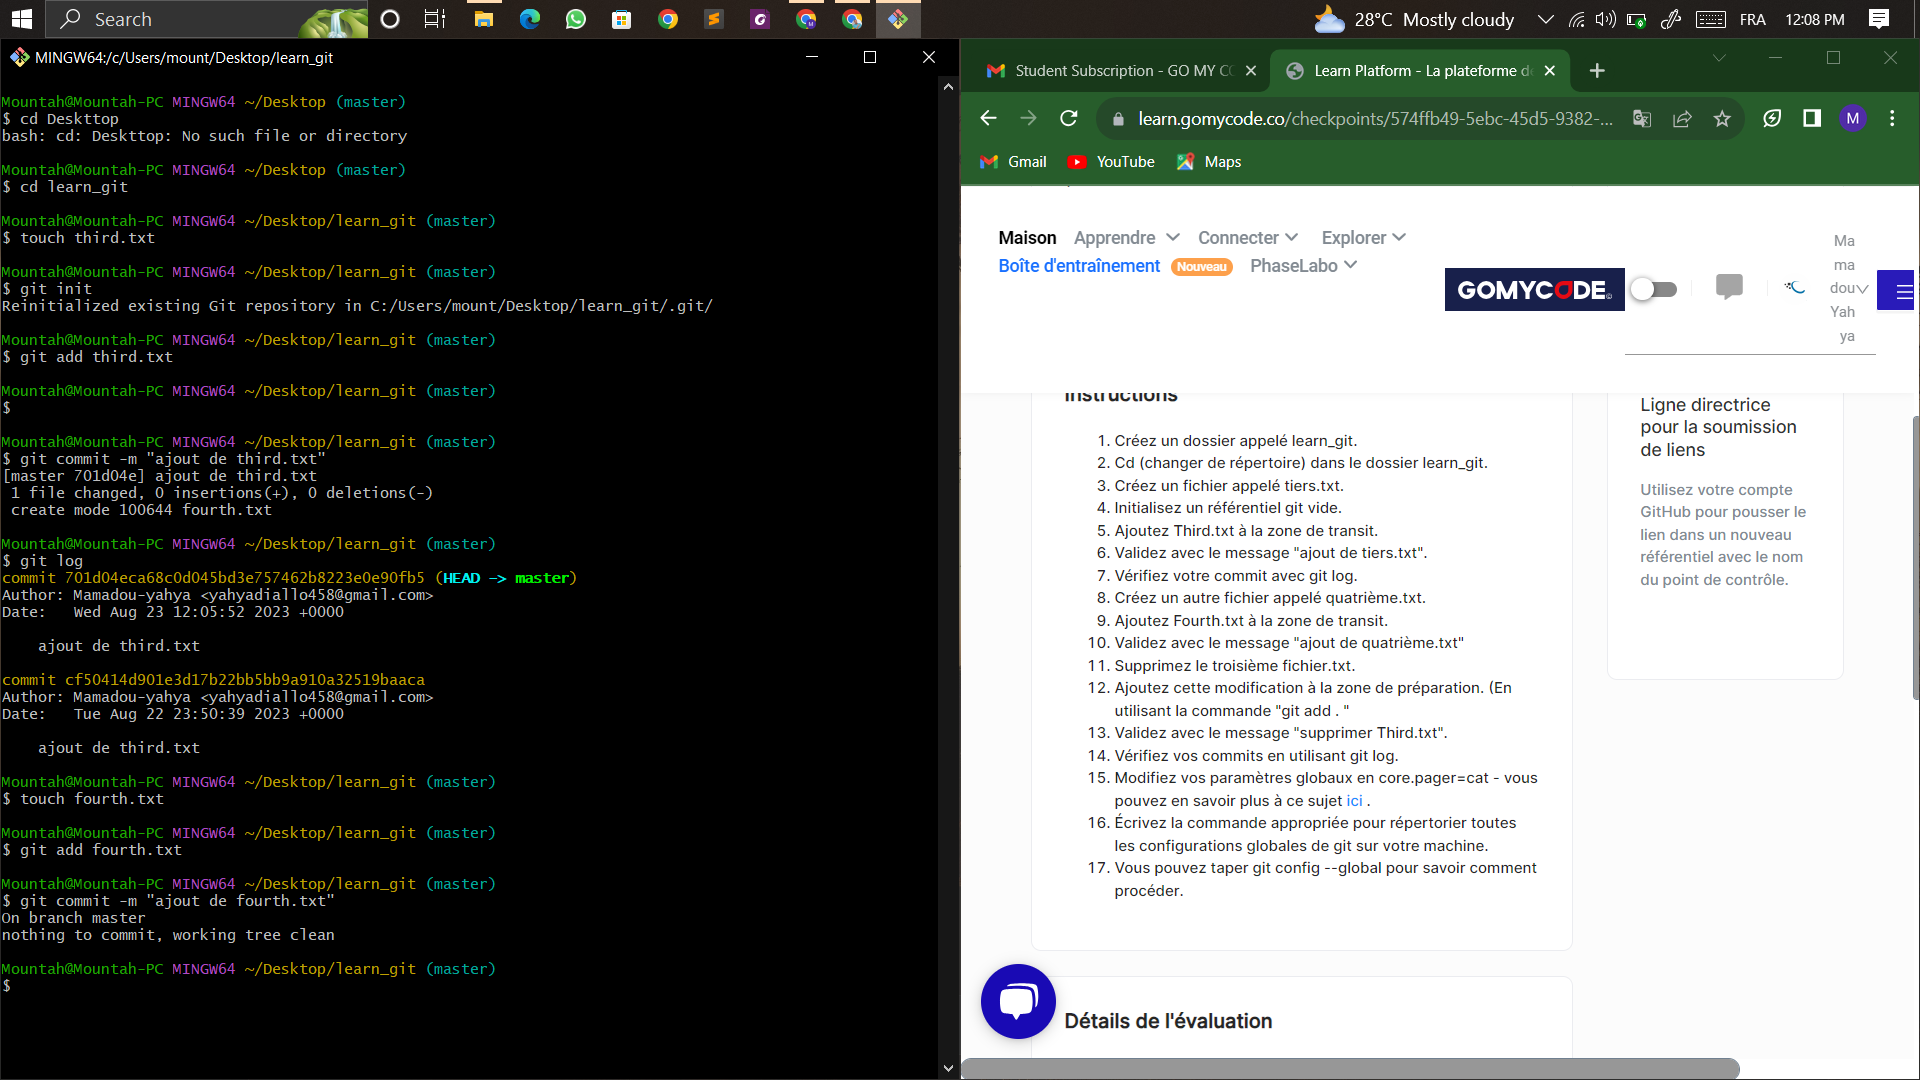 Search
28°C Mostly cloudy
FRA
12:08 PM
MINGW64:/c/Users/mount/Desktop/learn_git
Mountah@Mountah-PC MINGW64 ~/Desktop (master)
$ cd Deskttop
bash: cd: Deskttop: No such file or directory
Mountah@Mountah-PC MINGW64 ~/Desktop (master)
$ cd learn_git
Mountah@Mountah-PC MINGW64 ~/Desktop/learn_git (master)
$ touch third.txt
Mountah@Mountah-PC MINGW64 ~/Desktop/learn_git (master)
$ git init
Reinitialized existing Git repository in C:/Users/mount/Desktop/learn_git/.git/
Mountah@Mountah-PC MINGW64 ~/Desktop/learn_git (master)
$ git add third.txt
Mountah@Mountah-PC MINGW64 ~/Desktop/learn_git (master)
$
Mountah@Mountah-PC MINGW64 ~/Desktop/learn_git (master)
$ git commit -m "ajout de third.txt"
[master 701d04e] ajout de third.txt
1 file changed, 0 insertions(+), 0 deletions(-)
create mode 100644 fourth.txt
Mountah@Mountah-PC MINGW64 ~/Desktop/learn_git (master)
$ git log
commit 701d04eca68c0d045bd3e757462b8223e0e90fb5 (HEAD -> master)
Author: Mamadou-yahya <yahyadiallo458@gmail.com>
Date:   Wed Aug 23 12:05:52 2023 +0000
ajout de third.txt
commit cf50414d901e3d17b22bb5bb9a910a32519baaca
Author: Mamadou-yahya <yahyadiallo458@gmail.com>
Date:   Tue Aug 22 23:50:39 2023 +0000
ajout de third.txt
Mountah@Mountah-PC MINGW64 ~/Desktop/learn_git (master)
$ touch fourth.txt
Mountah@Mountah-PC MINGW64 ~/Desktop/learn_git (master)
$ git add fourth.txt
Mountah@Mountah-PC MINGW64 ~/Desktop/learn_git (master)
$ git commit -m "ajout de fourth.txt"
On branch master
nothing to commit, working tree clean
Mountah@Mountah-PC MINGW64 ~/Desktop/learn_git (master)
$
Student Subscription - GO MY CO
Learn Platform - La plateforme de
learn.gomycode.co/checkpoints/574ffb49-5ebc-45d5-9382-...
M
Gmail
YouTube
Maps
Maison
Apprendre
Connecter
Explorer
Boîte d'entraînement
Nouveau
PhaseLabo
GOMYCODE
Ma
ma
dou
Yah
ya
Instructions
1. Créez un dossier appelé learn_git.
2. Cd (changer de répertoire) dans le dossier learn_git.
3. Créez un fichier appelé tiers.txt.
4. Initialisez un référentiel git vide.
5. Ajoutez Third.txt à la zone de transit.
6. Validez avec le message "ajout de tiers.txt".
7. Vérifiez votre commit avec git log.
8. Créez un autre fichier appelé quatrième.txt.
9. Ajoutez Fourth.txt à la zone de transit.
10. Validez avec le message "ajout de quatrième.txt"
11. Supprimez le troisième fichier.txt.
12. Ajoutez cette modification à la zone de préparation. (En
utilisant la commande "git add . "
13. Validez avec le message "supprimer Third.txt".
14. Vérifiez vos commits en utilisant git log.
15. Modifiez vos paramètres globaux en core.pager=cat - vous
pouvez en savoir plus à ce sujet ici .
16. Écrivez la commande appropriée pour répertorier toutes
les configurations globales de git sur votre machine.
17. Vous pouvez taper git config --global pour savoir comment
procéder.
Ligne directrice
pour la soumission
de liens
Utilisez votre compte
GitHub pour pousser le
lien dans un nouveau
référentiel avec le nom
du point de contrôle.
Détails de l'évaluation